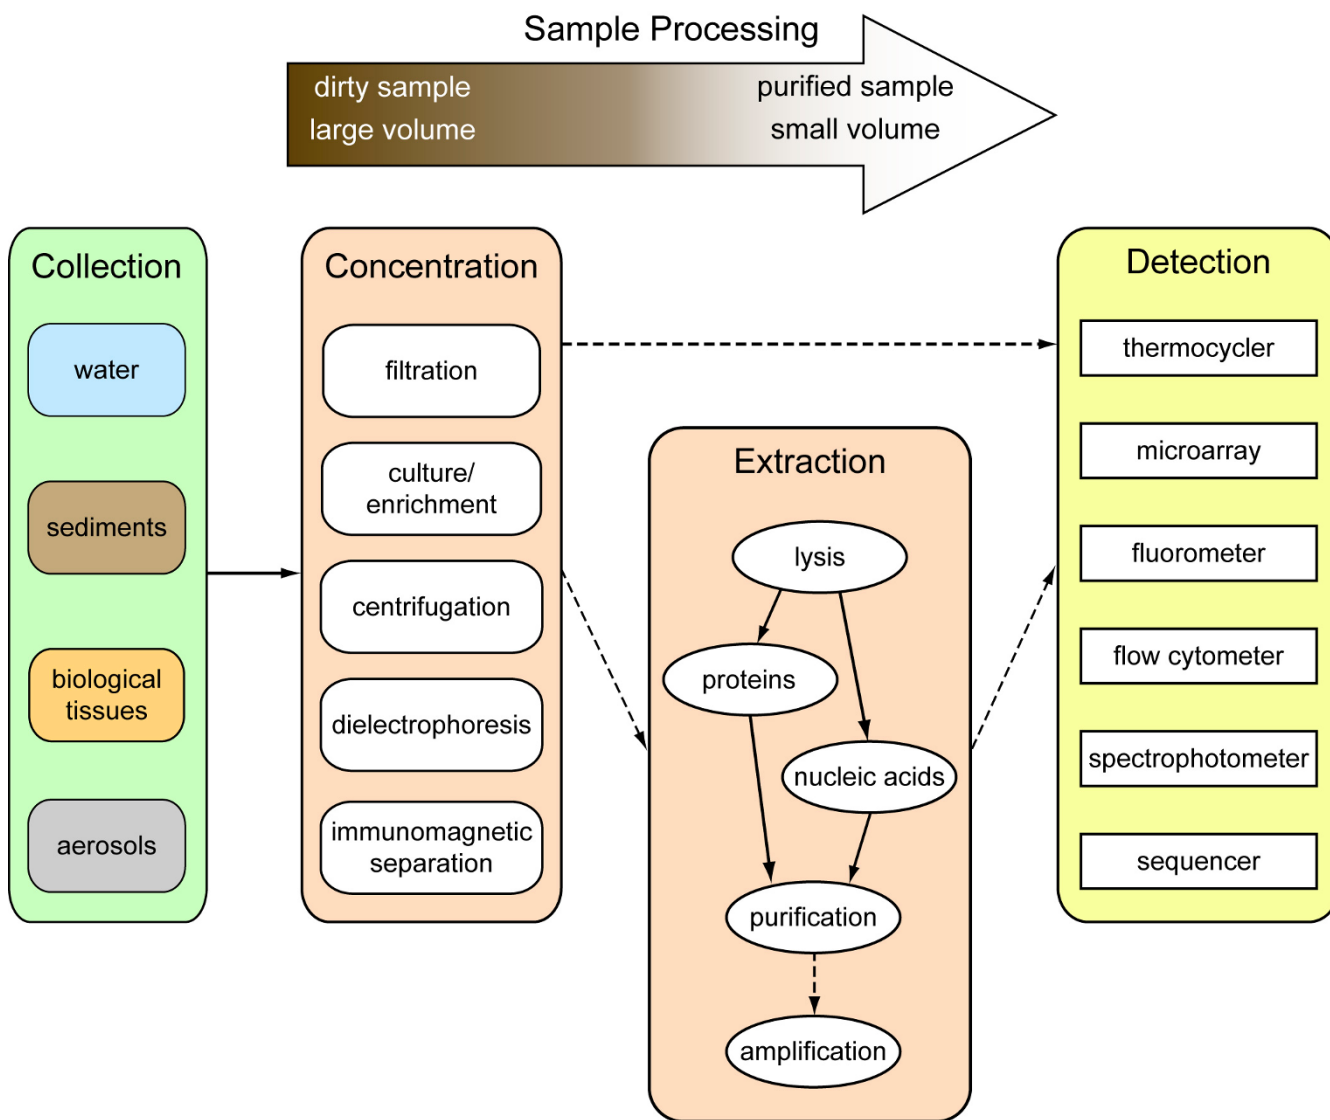 Sample Processing
dirty sample
large volume
purified sample
small volume
Collection
water
sediments
biological
tissues
aerosols
Concentration
filtration
culture/
enrichment
centrifugation
dielectrophoresis
immunomagnetic
separation
Extraction
lysis
proteins
nucleic acids
purification
amplification
Detection
thermocycler
microarray
fluorometer
flow cytometer
spectrophotometer
sequencer